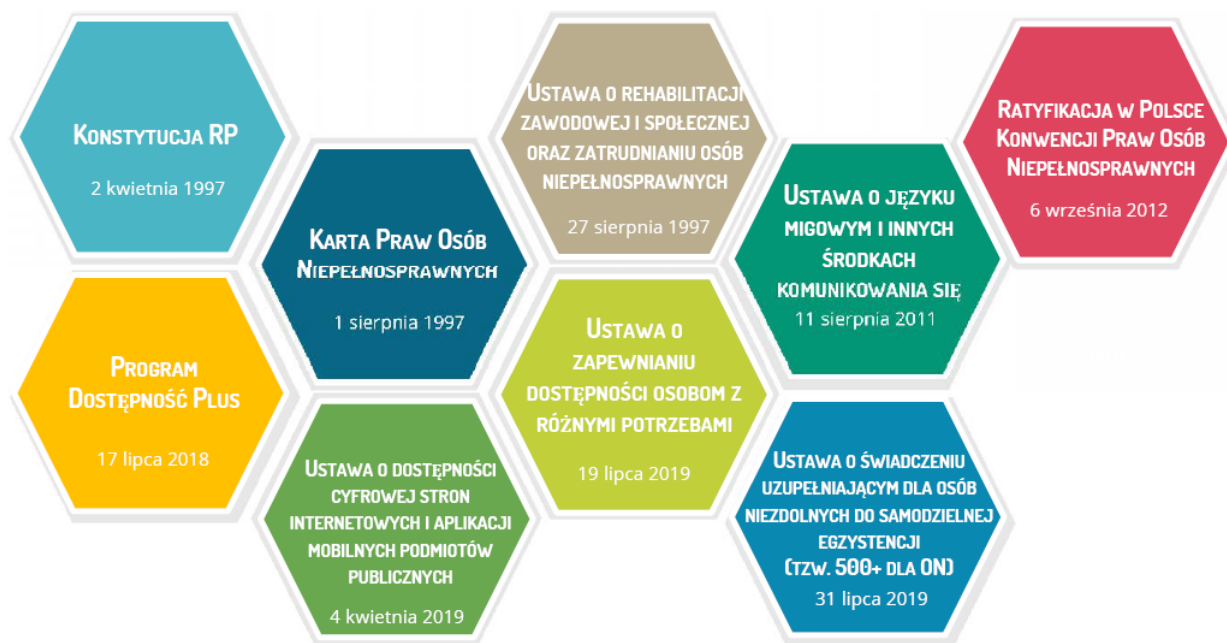 Konstytucja RP
2 kwietnia 1997
Karta Praw Osób
Niepełnosprawnych
1 sierpnia 1997
Ustawa o rehabilitacji
zawodowej i społecznej
oraz zatrudnianiu osób
niepełnosprawnych
27 sierpnia 1997
Ustawa o języku
migowym i innych
środkach
komunikowania się
11 sierpnia 2011
Ratyfikacja w Polsce
Konwencji Praw Osób
Niepełnosprawnych
6 września 2012
Program
Dostępność Plus
17 lipca 2018
Ustawa o dostępności
cyfrowej stron
internetowych i aplikacji
mobilnych podmiotów
publicznych
4 kwietnia 2019
Ustawa o
zapewnianiu
dostępności osobom z
różnymi potrzebami
19 lipca 2019
Ustawa o świadczeniu
uzupełniającym dla osób
niezdolnych do samodzielnej
egzystencji
(tzw. 500+ dla ON)
31 lipca 2019